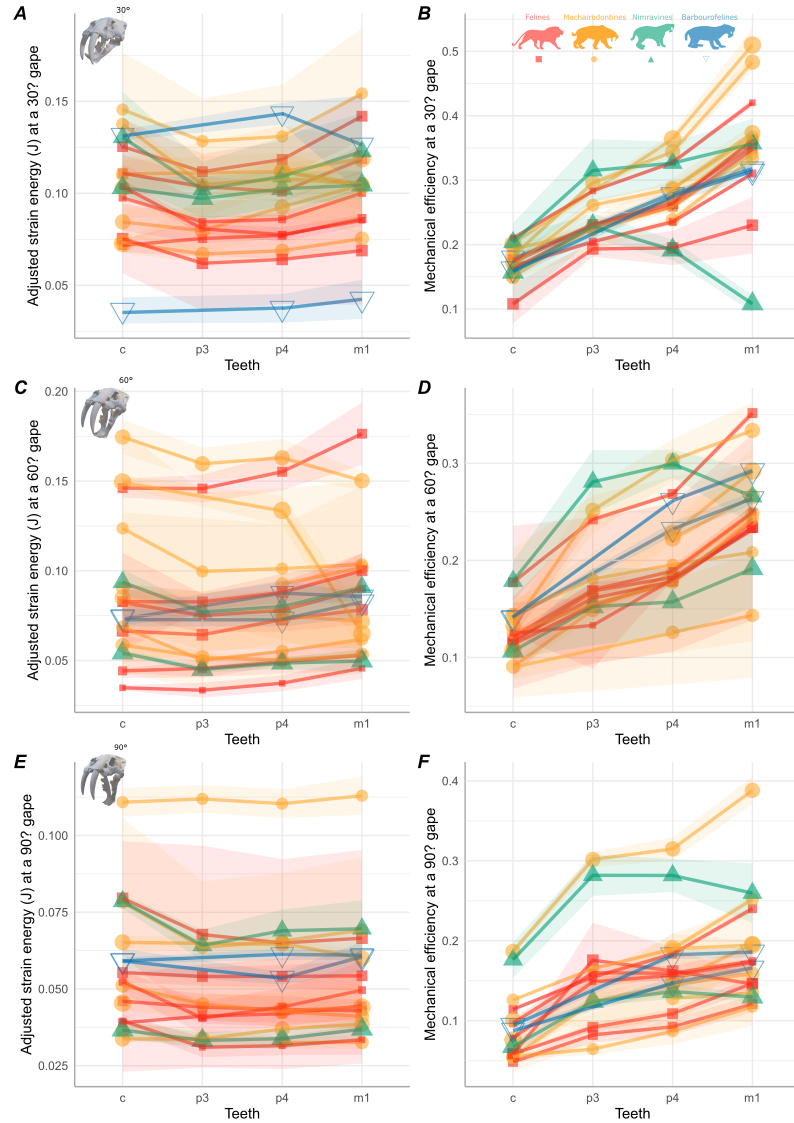 A
30°
Adjusted strain energy (J) at a 30? gape
0.15
0.10
0.05
c
p3
p4
m1
Teeth
B
Felines
Machairodontines
Nimravines
Barbourofelines
Mechanical efficiency at a 30? gape
0.5
0.4
0.3
0.2
0.1
c
p3
p4
m1
Teeth
C
60°
Adjusted strain energy (J) at a 60? gape
0.20
0.15
0.10
0.05
c
p3
p4
m1
Teeth
D
Mechanical efficiency at a 60? gape
0.3
0.2
0.1
c
p3
p4
m1
Teeth
E
90°
Adjusted strain energy (J) at a 90? gape
0.100
0.075
0.050
0.025
c
p3
p4
m1
Teeth
F
Mechanical efficiency at a 90? gape
0.4
0.3
0.2
0.1
c
p3
p4
m1
Teeth